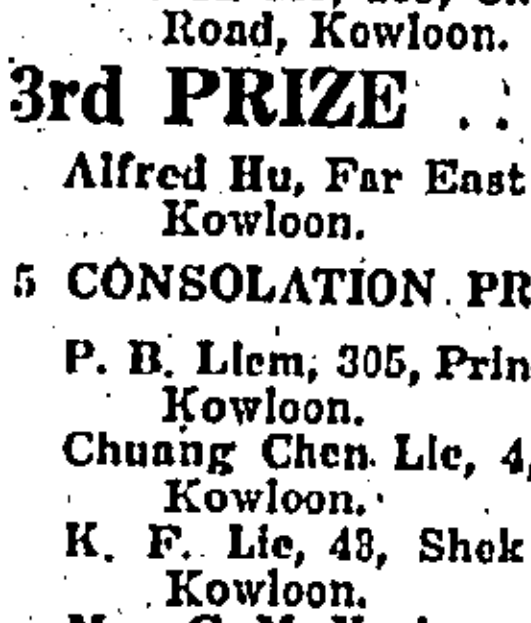 Road, Kowloon.
3rd PRIZE ..
Alfred Hu, Far East
Kowloon.
5 CONSOLATION PR
P. B. Liem, 305, Prin
Kowloon.
Chuang Chen Lie, 4,
Kowloon.
K. F. Lie, 43, Shek
Kowloon.